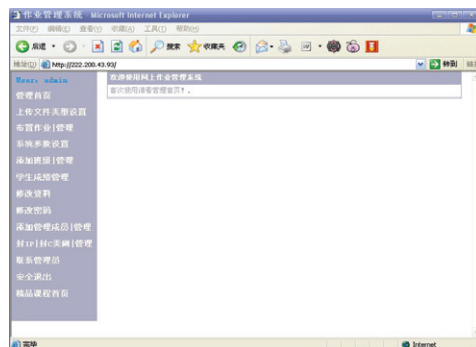 作业管理系统 - Microsoft Internet Explorer
文件(F) 编辑(E) 查看(V) 收藏(A) 工具(T) 帮助(H)
后退 搜索 收藏夹
地址(D) http://222.200.43.93/ 转到 链接
User: admin
管理首页
上传文件类型设置
布置作业|管理
系统参数设置
添加班级|管理
学生成绩管理
修改资料
修改密码
添加管理成员|管理
封IP|封C类网|管理
联系管理员
安全退出
精品课程首页
欢迎使用网上作业管理系统
首次使用请看管理首页!.
完毕 Internet